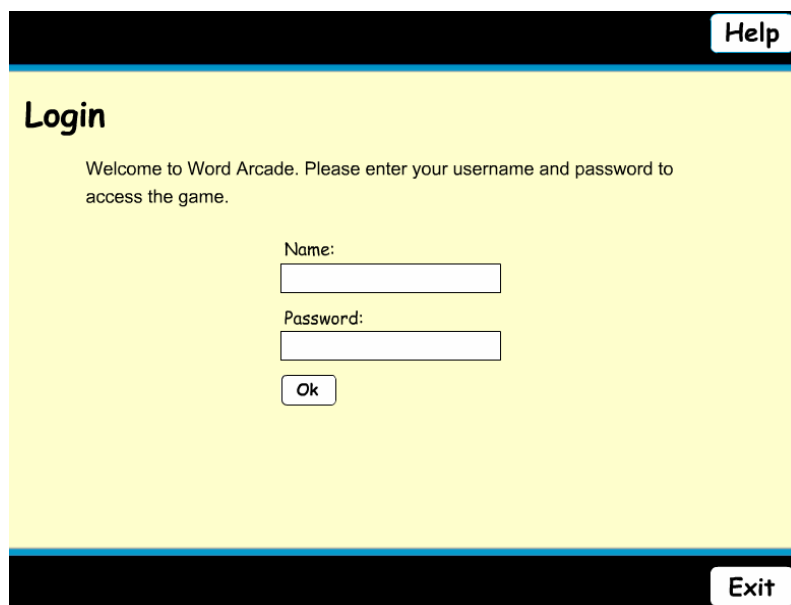 Help
Login
Welcome to Word Arcade. Please enter your username and password to
access the game.
Name:
Password:
Ok
Exit